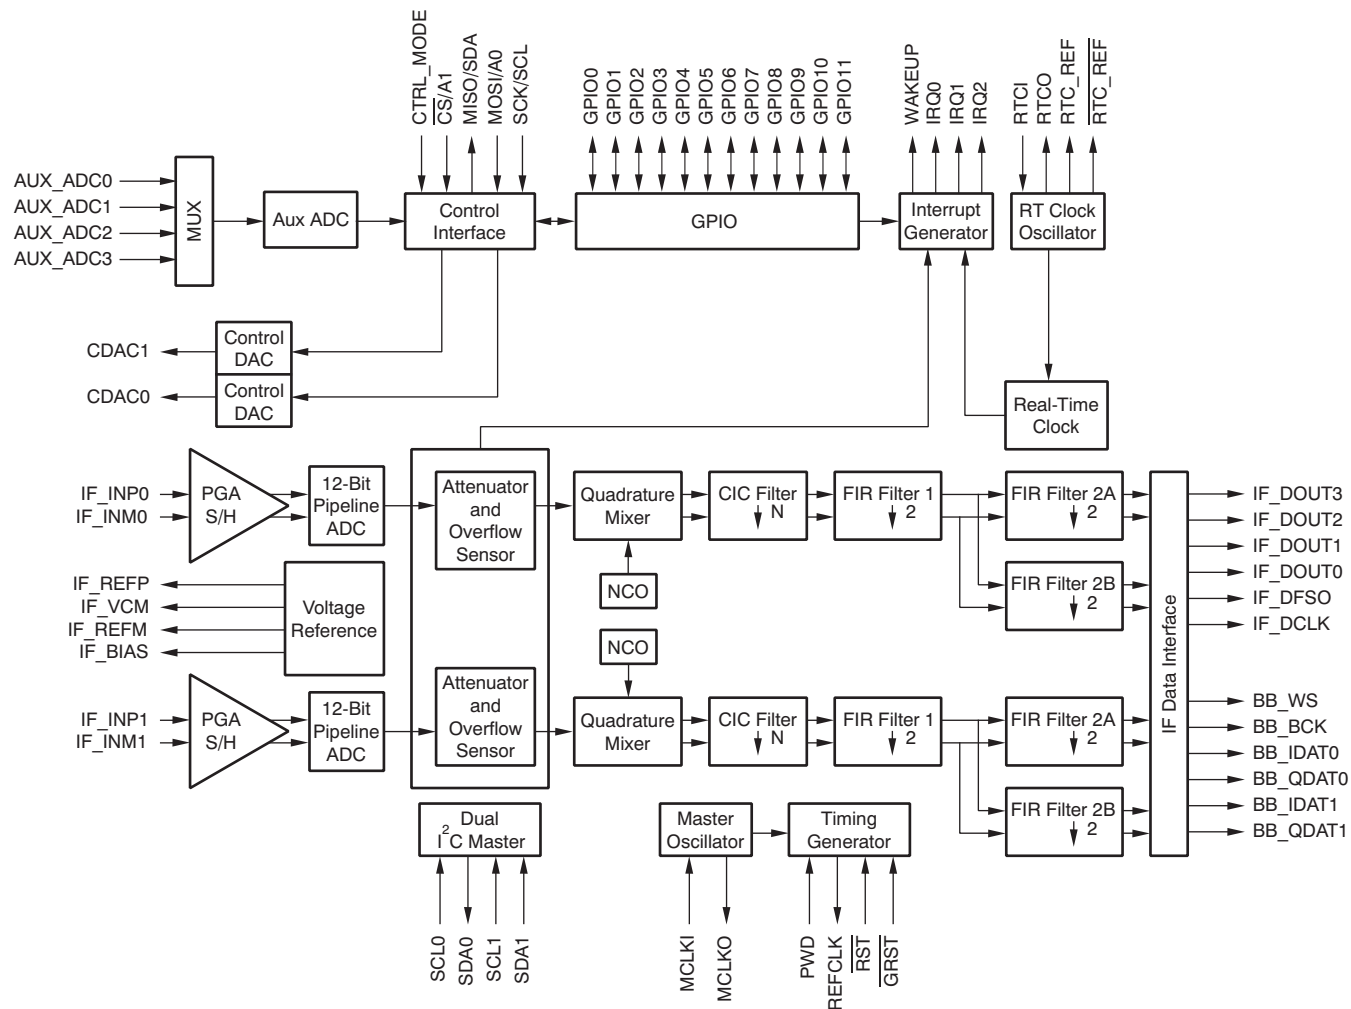 CTRL_MODE
CS/A1
MISO/SDA
MOSI/A0
SCK/SCL
GPIO0
GPIO1
GPIO2
GPIO3
GPIO4
GPIO5
GPIO6
GPIO7
GPIO8
GPIO9
GPIO10
GPIO11
WAKEUP
IRQ0
IRQ1
IRQ2
RTCI
RTCO
RTC_REF
RTC_REF
AUX_ADC0
AUX_ADC1
AUX_ADC2
AUX_ADC3
MUX
Aux ADC
Control
Interface
GPIO
Interrupt
Generator
RT Clock
Oscillator
CDAC1
Control
DAC
CDAC0
Control
DAC
Real-Time
Clock
IF_INP0
IF_INM0
PGA
S/H
12-Bit
Pipeline
ADC
Attenuator
and
Overflow
Sensor
Quadrature
Mixer
NCO
CIC Filter
N
FIR Filter 1
2
FIR Filter 2A
2
FIR Filter 2B
2
IF_REFP
IF_VCM
IF_REFM
IF_BIAS
Voltage
Reference
IF_INP1
IF_INM1
PGA
S/H
12-Bit
Pipeline
ADC
Attenuator
and
Overflow
Sensor
NCO
Quadrature
Mixer
CIC Filter
N
FIR Filter 1
2
FIR Filter 2A
2
FIR Filter 2B
2
IF Data Interface
IF_DOUT3
IF_DOUT2
IF_DOUT1
IF_DOUT0
IF_DFSO
IF_DCLK
BB_WS
BB_BCK
BB_IDAT0
BB_QDAT0
BB_IDAT1
BB_QDAT1
Dual
I2C Master
SCL0
SDA0
SCL1
SDA1
Master
Oscillator
MCLKI
MCLKO
Timing
Generator
PWD
REFCLK
RST
GRST